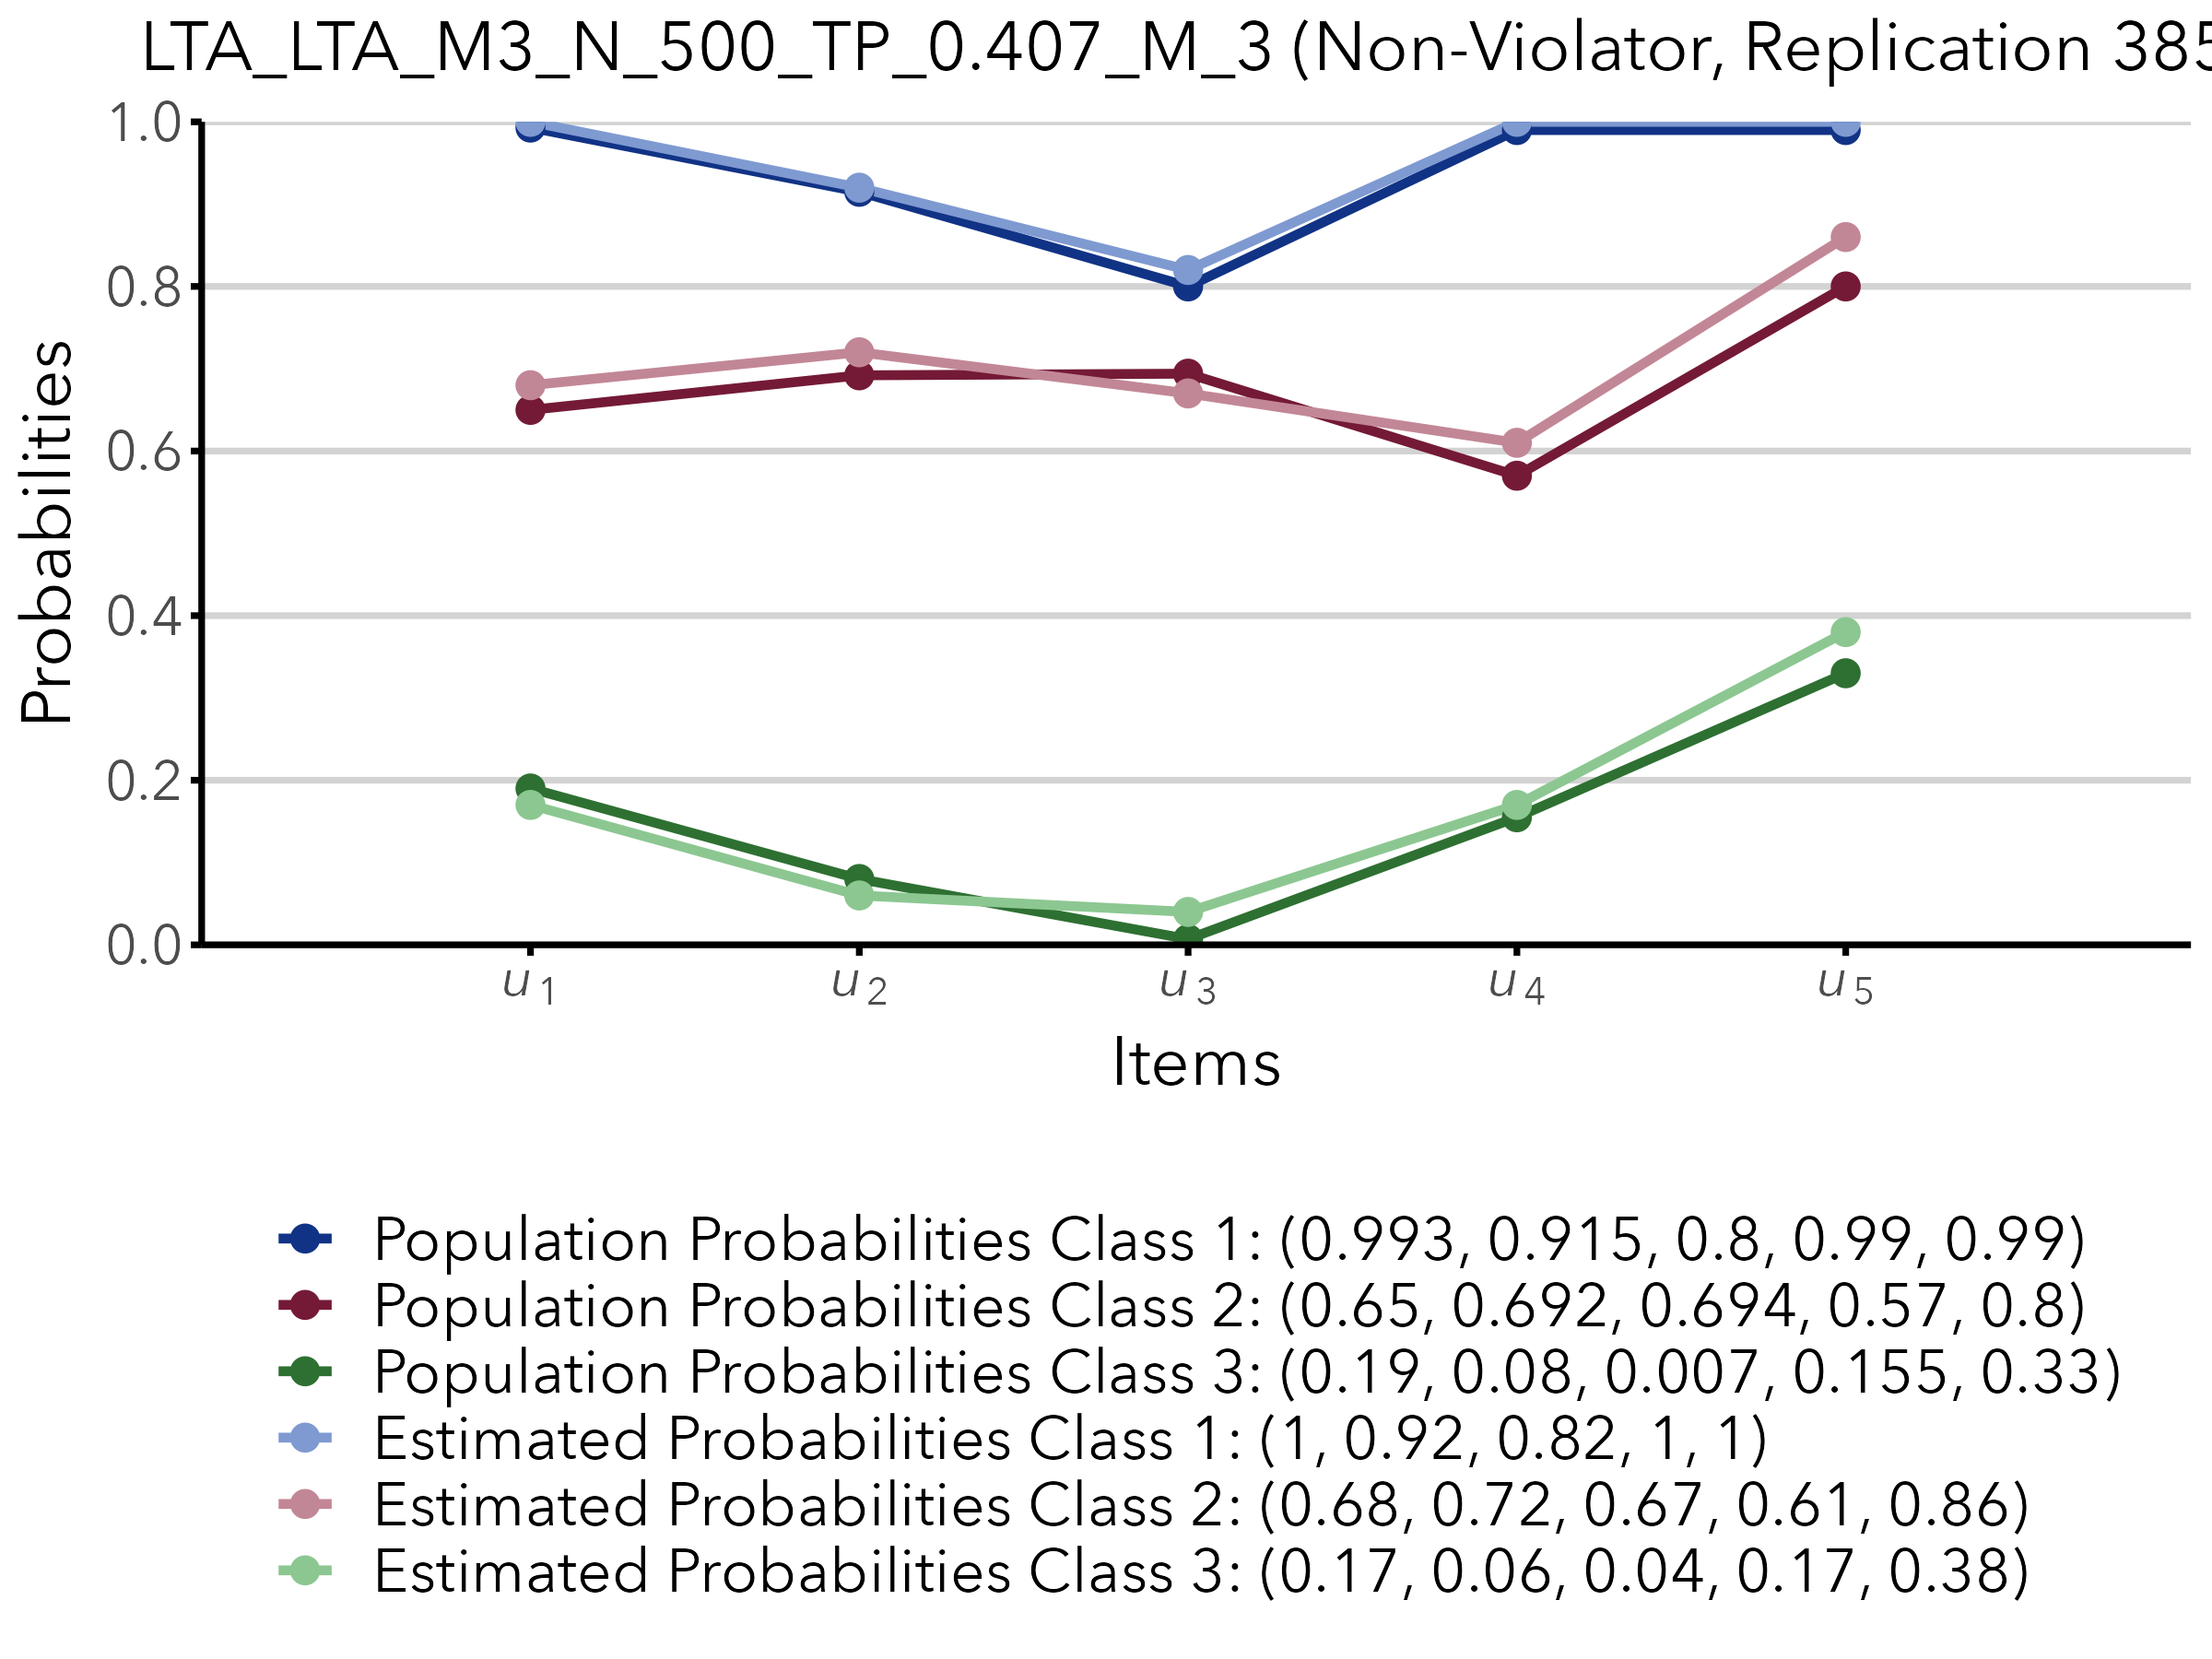 LTA_LTA_M3_N_500_TP_0.407_M_3 (Non-Violator, Replication 385
1.0
0.8
0.6
0.4
0.2
0.0
Probabilities
u 1 u 2 u 3 u 4 u 5
Items
Population Probabilities Class 1: (0.993, 0.915, 0.8, 0.99, 0.99)
Population Probabilities Class 2: (0.65, 0.692, 0.694, 0.57, 0.8)
Population Probabilities Class 3: (0.19, 0.08, 0.007, 0.155, 0.33)
Estimated Probabilities Class 1: (1, 0.92, 0.82, 1, 1)
Estimated Probabilities Class 2: (0.68, 0.72, 0.67, 0.61, 0.86)
Estimated Probabilities Class 3: (0.17, 0.06, 0.04, 0.17, 0.38)